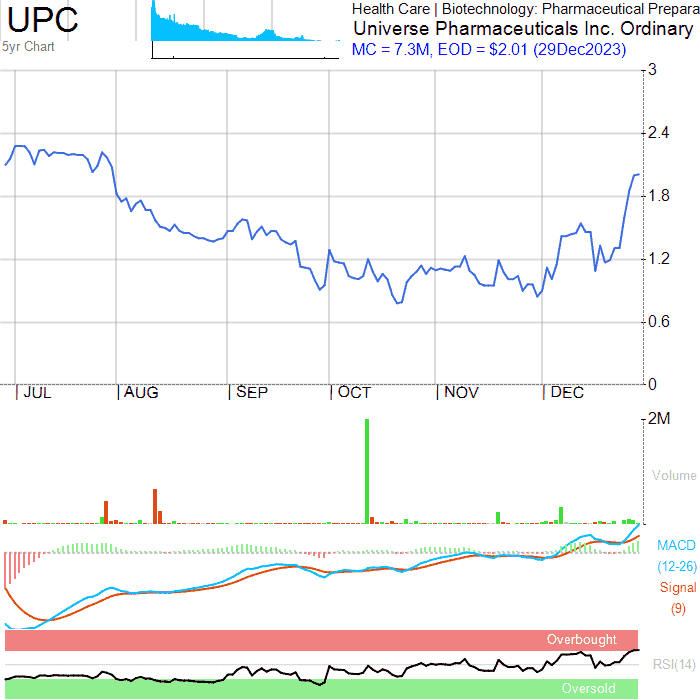 UPC
5yr Chart
Health Care | Biotechnology: Pharmaceutical Prepara
Universe Pharmaceuticals Inc. Ordinary
MC = 7.3M, EOD = $2.01 (29Dec2023)
3
2.4
1.8
1.2
0.6
0
JUL AUG SEP OCT NOV DEC
2M
Volume
MACD
(12-26)
Signal
(9)
Overbought
RSI(14)
Oversold